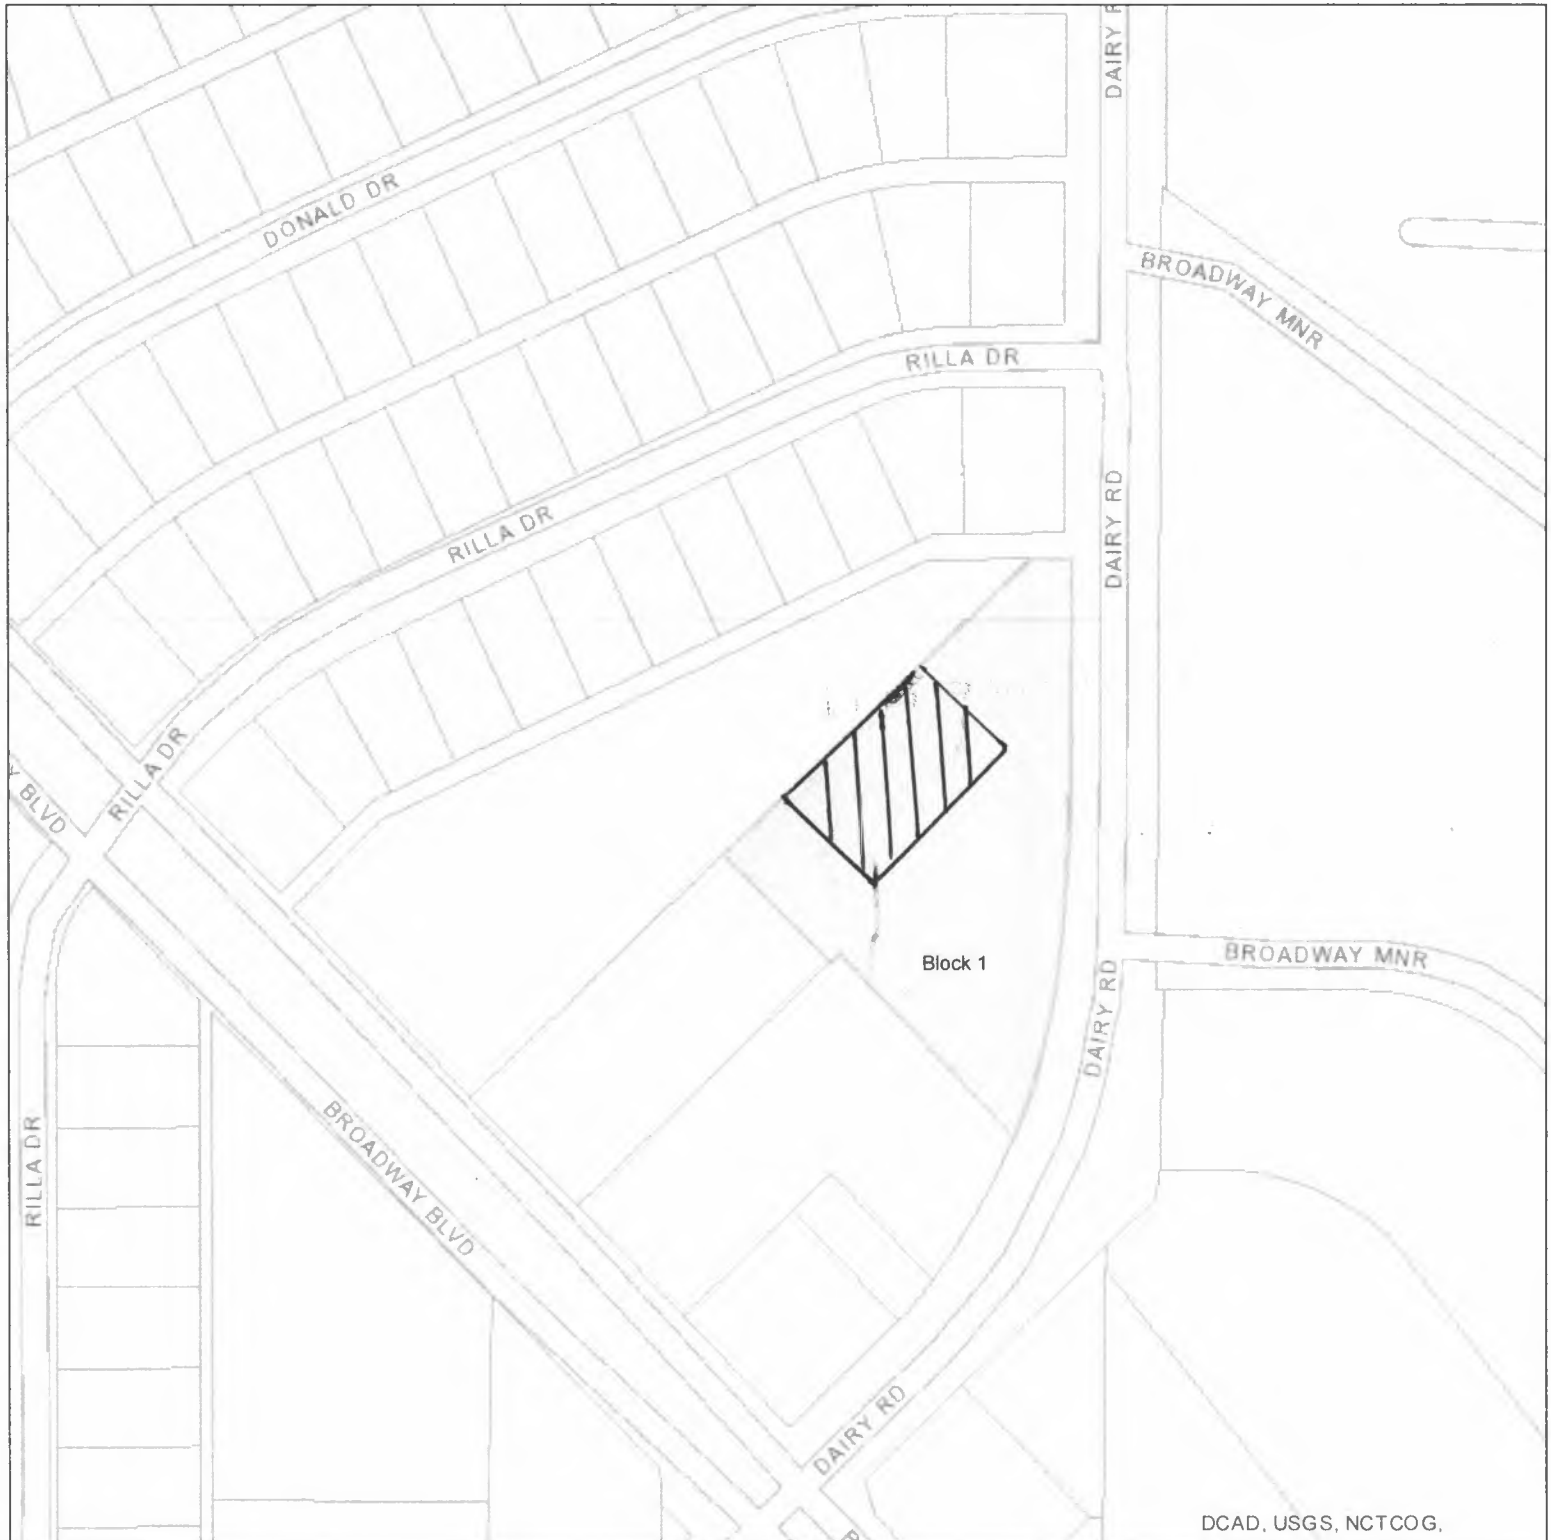 DAIRY R
DONALD DR
BROADWAY MNR
RILLA DR
DAIRY RD
RILLA DR
RILLA DR
Y BLVD
Block 1
BROADWAY MNR
DAIRY RD
RILLA DR
BROADWAY BLVD
DAIRY RD
DCAD, USGS, NCTCOG,